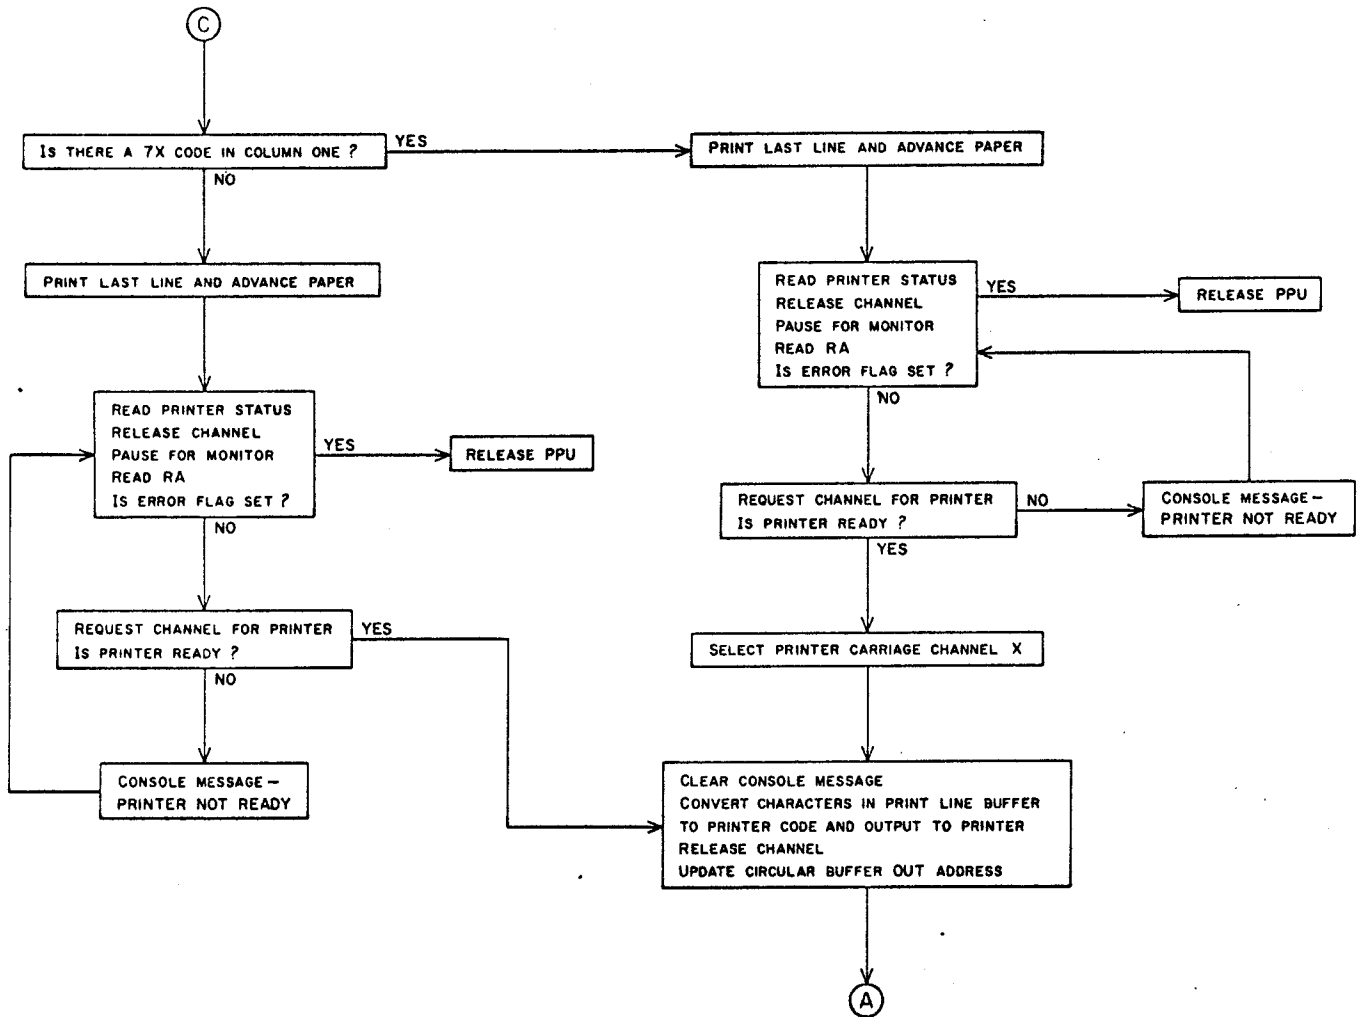 C
IS THERE A 7X CODE IN COLUMN ONE ?
YES
NO
PRINT LAST LINE AND ADVANCE PAPER
PRINT LAST LINE AND ADVANCE PAPER
READ PRINTER STATUS
RELEASE CHANNEL
PAUSE FOR MONITOR
READ RA
IS ERROR FLAG SET ?
YES
NO
RELEASE PPU
READ PRINTER STATUS
RELEASE CHANNEL
PAUSE FOR MONITOR
READ RA
IS ERROR FLAG SET ?
YES
NO
RELEASE PPU
REQUEST CHANNEL FOR PRINTER
IS PRINTER READY ?
NO
YES
CONSOLE MESSAGE —
PRINTER NOT READY
REQUEST CHANNEL FOR PRINTER
IS PRINTER READY ?
YES
NO
SELECT PRINTER CARRIAGE CHANNEL X
CONSOLE MESSAGE —
PRINTER NOT READY
CLEAR CONSOLE MESSAGE
CONVERT CHARACTERS IN PRINT LINE BUFFER
TO PRINTER CODE AND OUTPUT TO PRINTER
RELEASE CHANNEL
UPDATE CIRCULAR BUFFER OUT ADDRESS
A